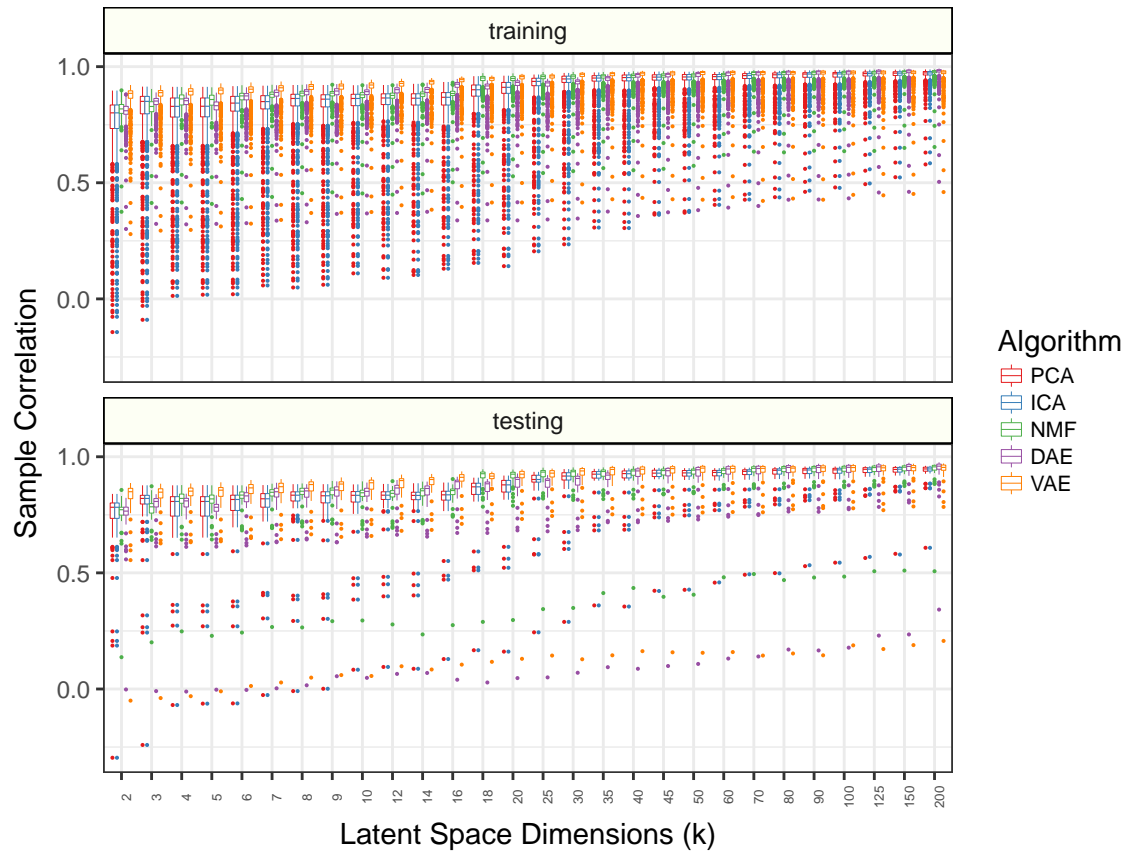 training
1.0
0.5
0.0
testing
1.0
0.5
0.0
Sample Correlation
2 3 4 5 6 7 8 9 10 12 14 16 18 20 25 30 35 40 45 50 60 70 80 90 100 125 150 200
Latent Space Dimensions (k)
Algorithm
PCA
ICA
NMF
DAE
VAE